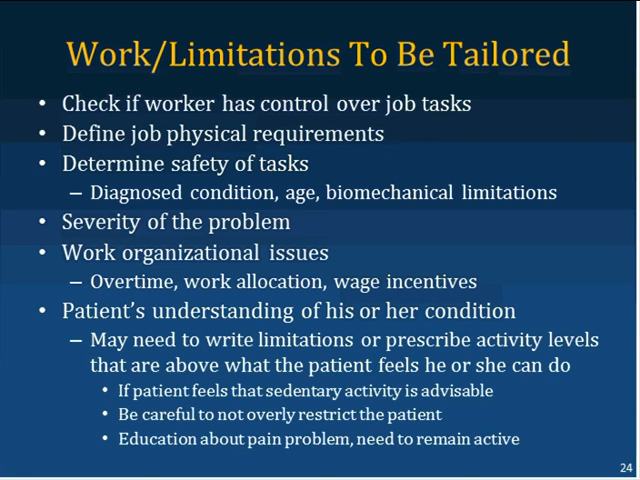 Work/Limitations To Be Tailored
• Check if worker has control over job tasks
• Define job physical requirements
• Determine safety of tasks
– Diagnosed condition, age, biomechanical limitations
• Severity of the problem
• Work organizational issues
– Overtime, work allocation, wage incentives
• Patient's understanding of his or her condition
– May need to write limitations or prescribe activity levels
that are above what the patient feels he or she can do
• If patient feels that sedentary activity is advisable
• Be careful to not overly restrict the patient
• Education about pain problem, need to remain active
24